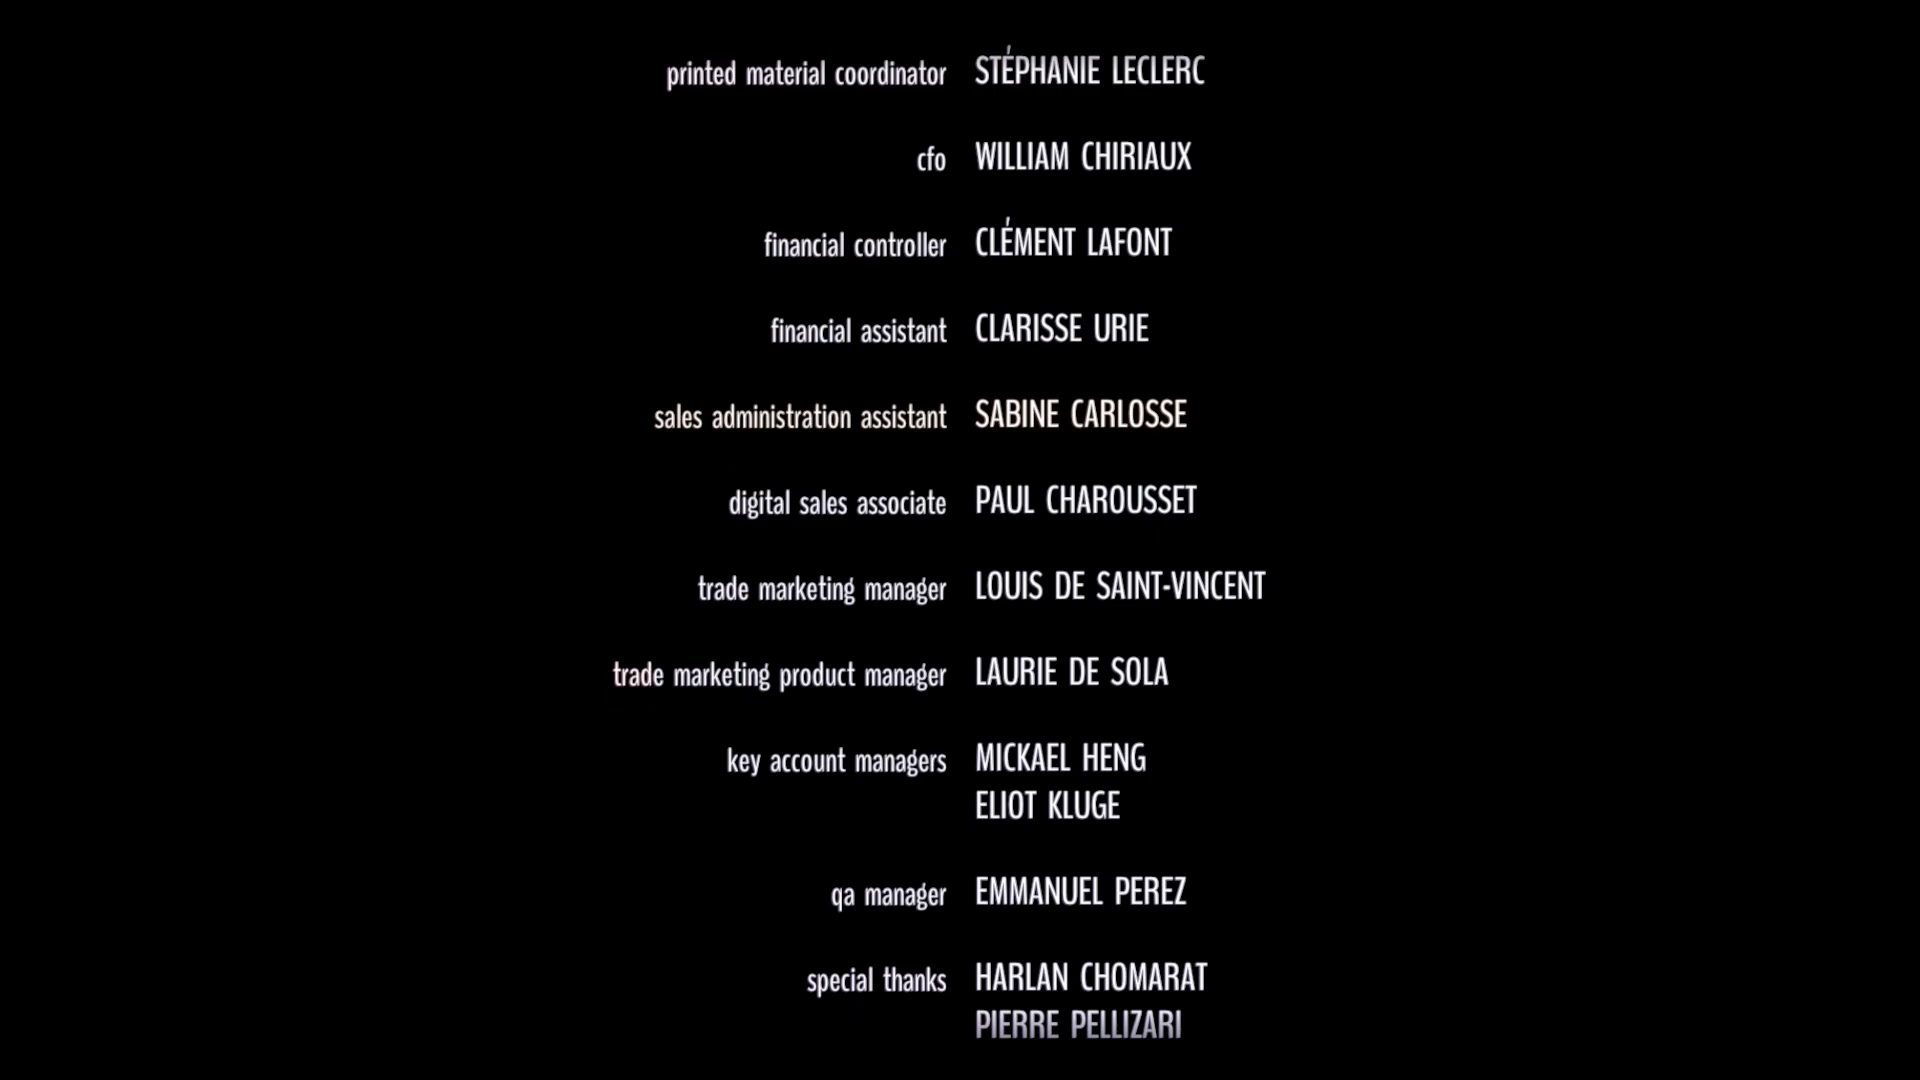 printed material coordinator STÉPHANIE LECLERC
cfo WILLIAM CHIRIAUX
financial controller CLÉMENT LAFONT
financial assistant CLARISSE URIE
sales administration assistant SABINE CARLOSSE
digital sales associate PAUL CHAROUSSET
trade marketing manager LOUIS DE SAINT-VINCENT
trade marketing product manager LAURIE DE SOLA
key account managers MICKAEL HENG
ELIOT KLUGE
qa manager EMMANUEL PEREZ
special thanks HARLAN CHOMARAT
PIERRE PELLIZARI